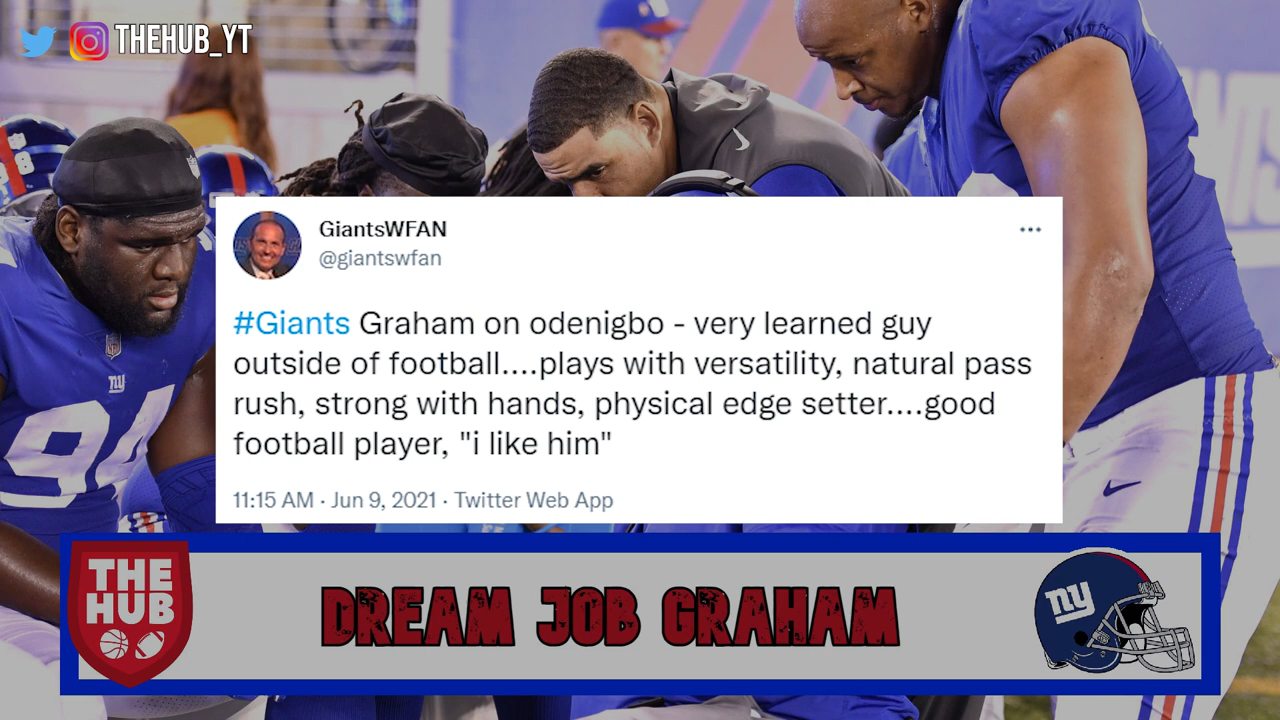 THEHUB_YT
GiantsWFAN
@giantswfan
#Giants Graham on odenigbo - very learned guy
outside of football....plays with versatility, natural pass
rush, strong with hands, physical edge setter....good
football player, "i like him"
11:15 AM · Jun 9, 2021 · Twitter Web App
THE
HUB
DREAM JOB GRAHAM
ny
ny
94